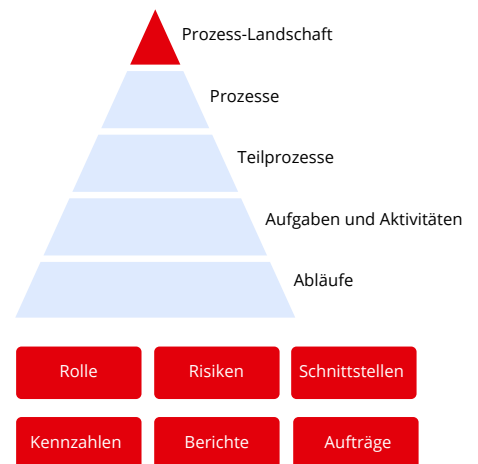 Prozess-Landschaft
Prozesse
Teilprozesse
Aufgaben und Aktivitäten
Abläufe
Rolle
Risiken
Schnittstellen
Kennzahlen
Berichte
Aufträge